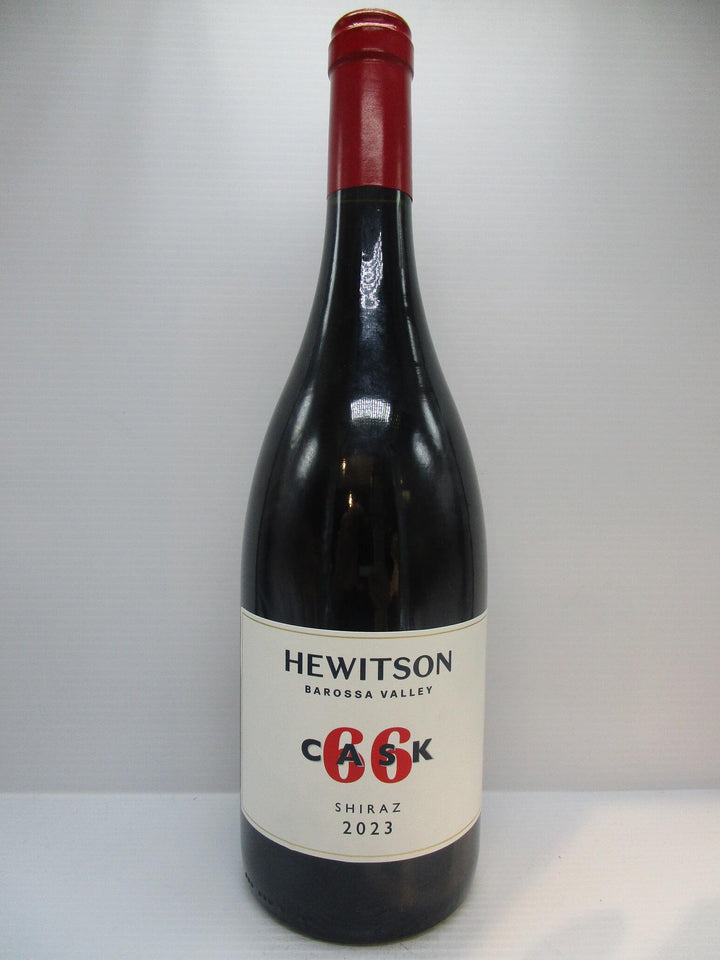 HEWITSON
BAROSSA VALLEY
CASK
66
SHIRAZ
2023